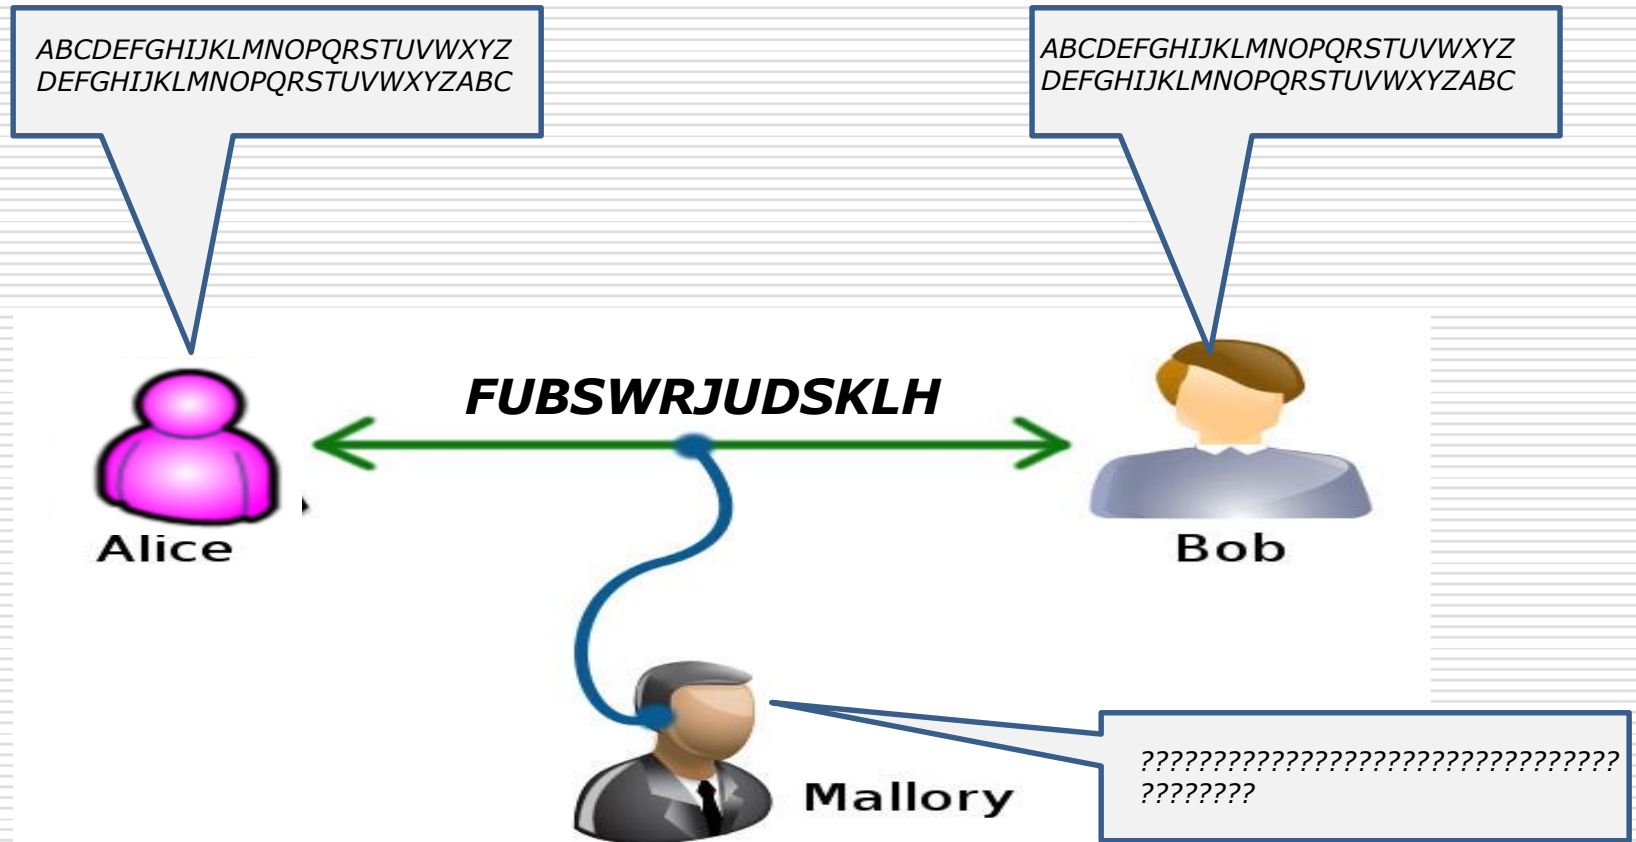 ABCDEFGHIJKLMNOPQRSTUVWXYZ
DEFGHIJKLMNOPQRSTUVWXYZABC
ABCDEFGHIJKLMNOPQRSTUVWXYZ
DEFGHIJKLMNOPQRSTUVWXYZABC
FUBSWRJUDSKLH
Alice
Bob
Mallory
?????????????????????????????????
????????